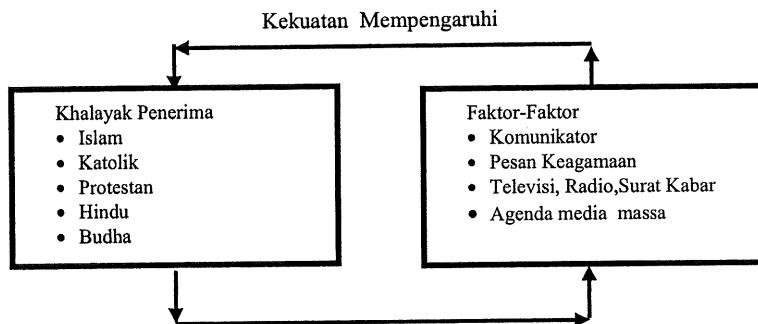 Kekuatan Mempengaruhi
Khalayak Penerima
• Islam
• Katolik
• Protestan
• Hindu
• Budha
Faktor-Faktor
• Komunikator
• Pesan Keagamaan
• Televisi, Radio,Surat Kabar
• Agenda media massa